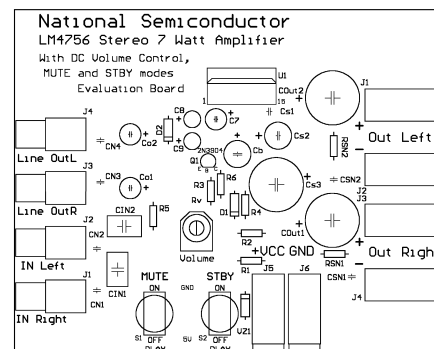 National Semiconductor
LM4756 Stereo 7 Watt Amplifier
With DC Volume Control,
MUTE and STBY modes
Evaluation Board
U1
1
15
COut2
J1
J4
C8
C7
Cs1
D2
CN4
Co2
C9
Cs2
RSN2
Out Left
Line OutL
2N3904
Q1
E B C
Cb
J3
CN3
Co1
R3
R6
Cs3
CSN2
J2
Rv
J3
Line OutR
CIN2
R5
D1
R4
J2
CN2
R2
COut1
Volume
+VCC
GND
Out Righ
IN Left
R1
RSN1
J1
MUTE
STBY
J5
J6
CSN1
CIN1
ON
GND
ON
J4
CN1
VZ1
IN Right
S1
OFF
5V
S2
OFF
PLAY
PLAY